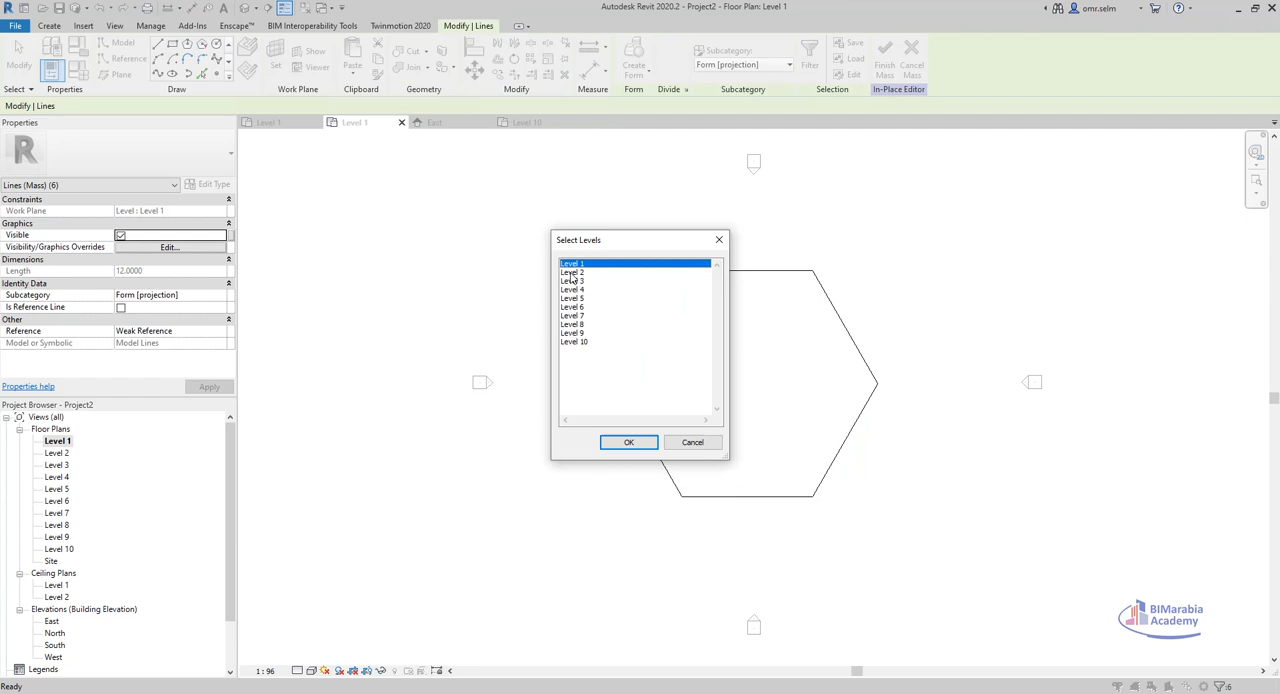 Autodesk Revit 2020.2 - Project2 - Floor Plan: Level 1
omr.selm
File Create Insert View Manage Add-Ins Enscape™ BIM Interoperability Tools Twinmotion 2020 Modify | Lines
Modify
Model
Reference
Plane
Set
Show
Viewer
Paste
Cut
Join
Create Form
Subcategory:
Form [projection]
Filter
Save
Load
Edit
Finish Mass
Cancel Mass
Select Properties Draw Work Plane Clipboard Geometry Modify Measure Form Divide Subcategory Selection In-Place Editor
Modify | Lines
Properties
Level 1 Level 1 East Level 10
R
Lines (Mass) (6) Edit Type
Constraints
Work Plane Level : Level 1
Graphics
Visible
Visibility/Graphics Overrides Edit...
Dimensions
Length 12.0000
Identity Data
Subcategory Form [projection]
Is Reference Line
Other
Reference Weak Reference
Model or Symbolic Model Lines
Properties help Apply
Project Browser - Project2
Views (all)
Floor Plans
Level 1
Level 2
Level 3
Level 4
Level 5
Level 6
Level 7
Level 8
Level 9
Level 10
Site
Ceiling Plans
Level 1
Level 2
Elevations (Building Elevation)
East
North
South
West
Legends
Select Levels
Level 1
Level 2
Level 3
Level 4
Level 5
Level 6
Level 7
Level 8
Level 9
Level 10
OK Cancel
BIMarabia
Academy
1 : 96
Ready
:6